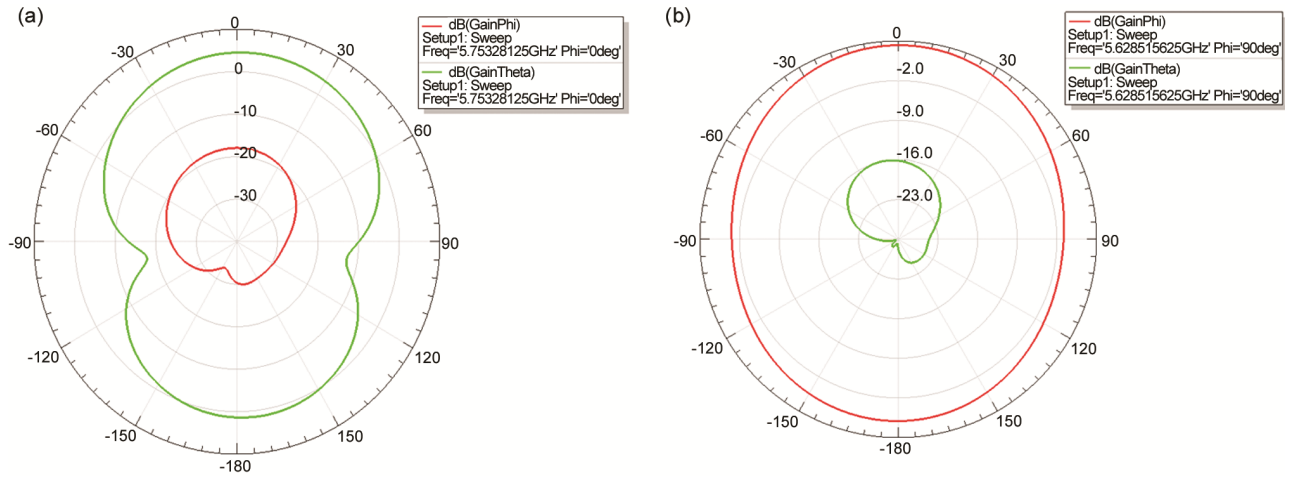 (a)
dB(GainPhi)
Setup1: Sweep
Freq='5.75328125GHz' Phi='0deg'
dB(GainTheta)
Setup1: Sweep
Freq='5.75328125GHz' Phi='0deg'
0
-30
30
0
-60
60
-10
-20
-30
-90
90
-120
120
-150
150
-180
(b)
dB(GainPhi)
Setup1: Sweep
Freq='5.628515625GHz' Phi='90deg'
dB(GainTheta)
Setup1: Sweep
Freq='5.628515625GHz' Phi='90deg'
0
-30
30
-2.0
-60
60
-9.0
-16.0
-23.0
-90
90
-120
120
-150
150
-180